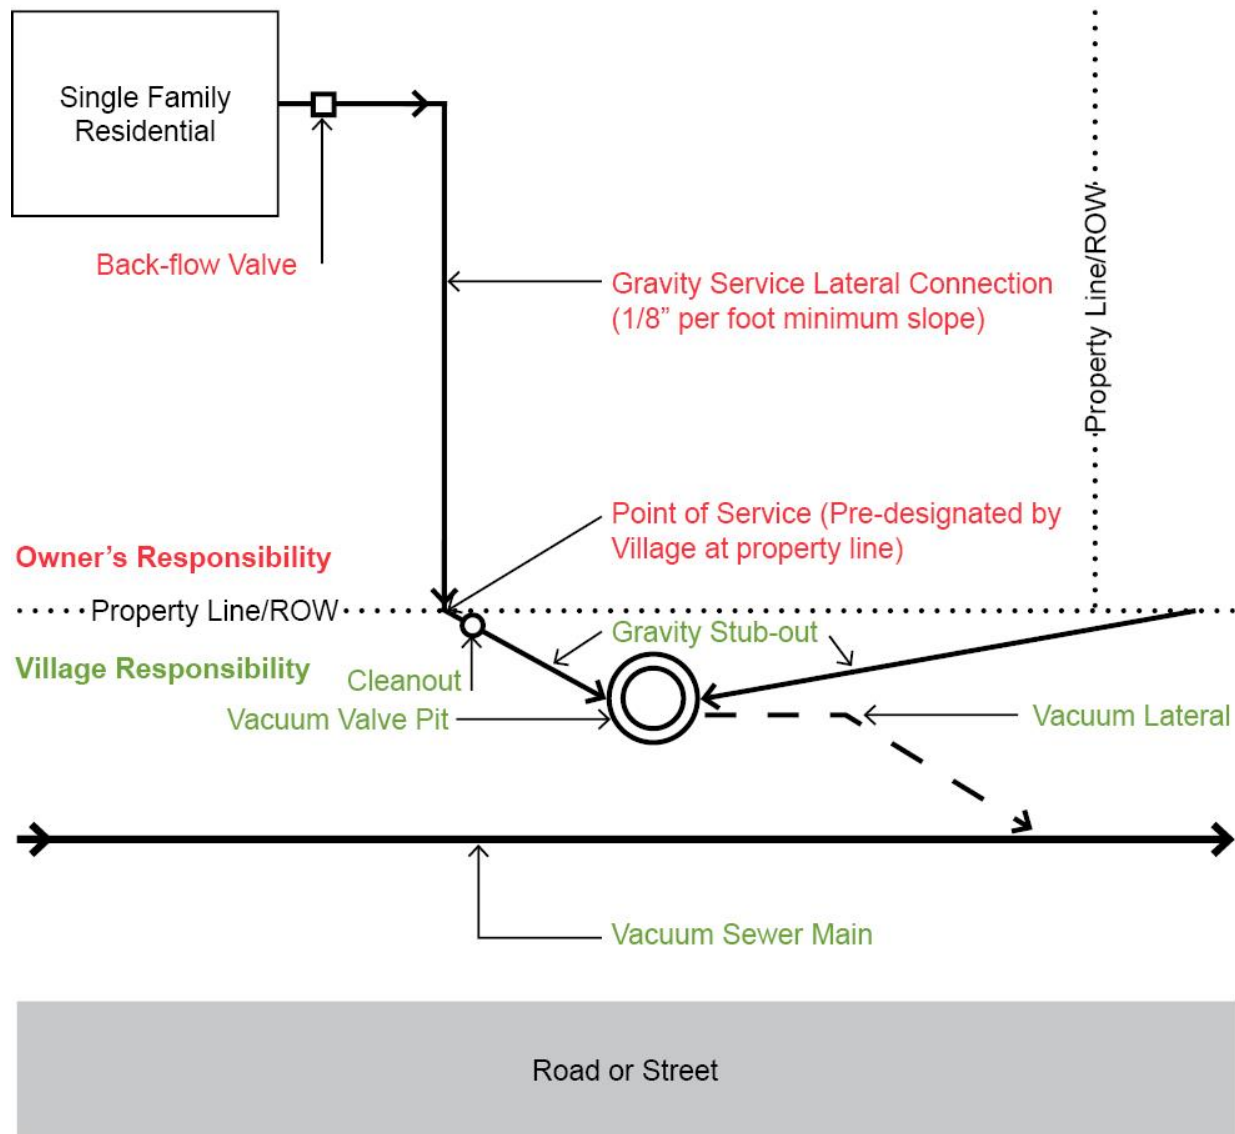 Single Family
Residential
Back-flow Valve
Gravity Service Lateral Connection
(1/8” per foot minimum slope)
Property Line/ROW
Point of Service (Pre-designated by
Village at property line)
Owner’s Responsibility
Property Line/ROW
Gravity Stub-out
Village Responsibility
Cleanout
Vacuum Valve Pit
Vacuum Lateral
Vacuum Sewer Main
Road or Street